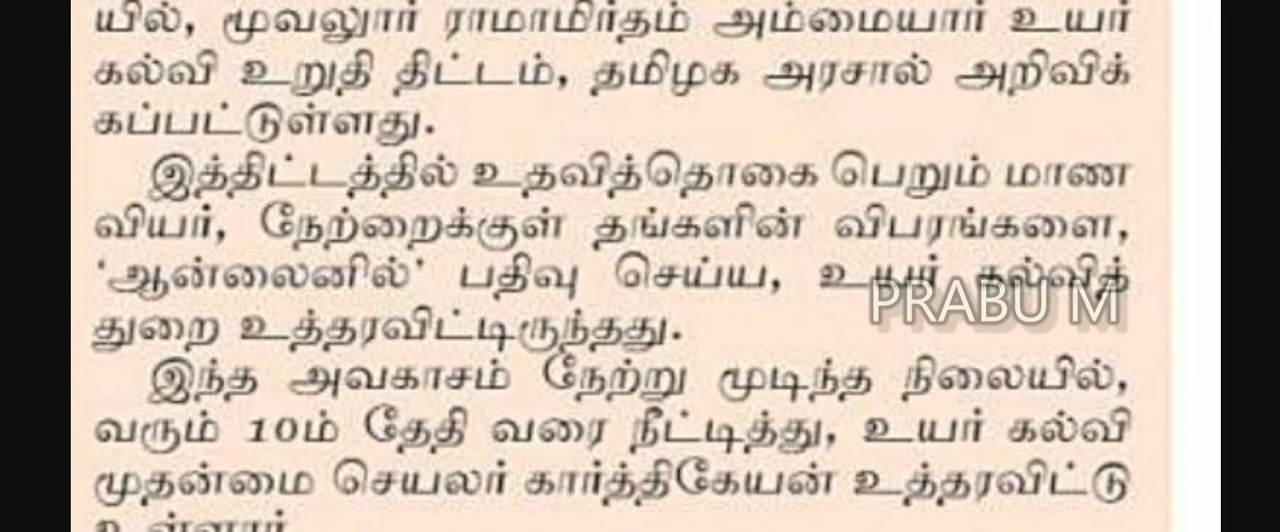 யில், மூவலுார் ராமாமிர்தம் அம்மையார் உயர்
கல்வி உறுதி திட்டம், தமிழக அரசால் அறிவிக்
கப்பட்டுள்ளது.
இத்திட்டத்தில் உதவித்தொகை பெறும் மாண
வியர், நேற்றைக்குள் தங்களின் விபரங்களை,
'ஆன்லைனில்' பதிவு செய்ய, உயர் கல்வித்
துறை உத்தரவிட்டிருந்தது.
PRABU M
இந்த அவகாசம் நேற்று முடிந்த நிலையில்,
வரும் 10ம் தேதி வரை நீட்டித்து, உயர் கல்வி
முதன்மை செயலர் கார்த்திகேயன் உத்தரவிட்டு
உள்ளார்.